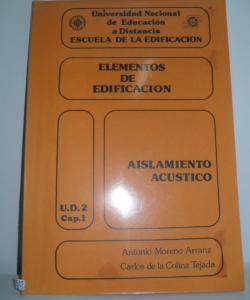 Universidad Nacional
de Educación
a Distancia
ESCUELA DE LA EDIFICACION
ELEMENTOS
DE
EDIFICACION
AISLAMIENTO
ACUSTICO
U.D.2
Cap.1
Antonio Moreno Arranz
Carlos de la Colina Tejada